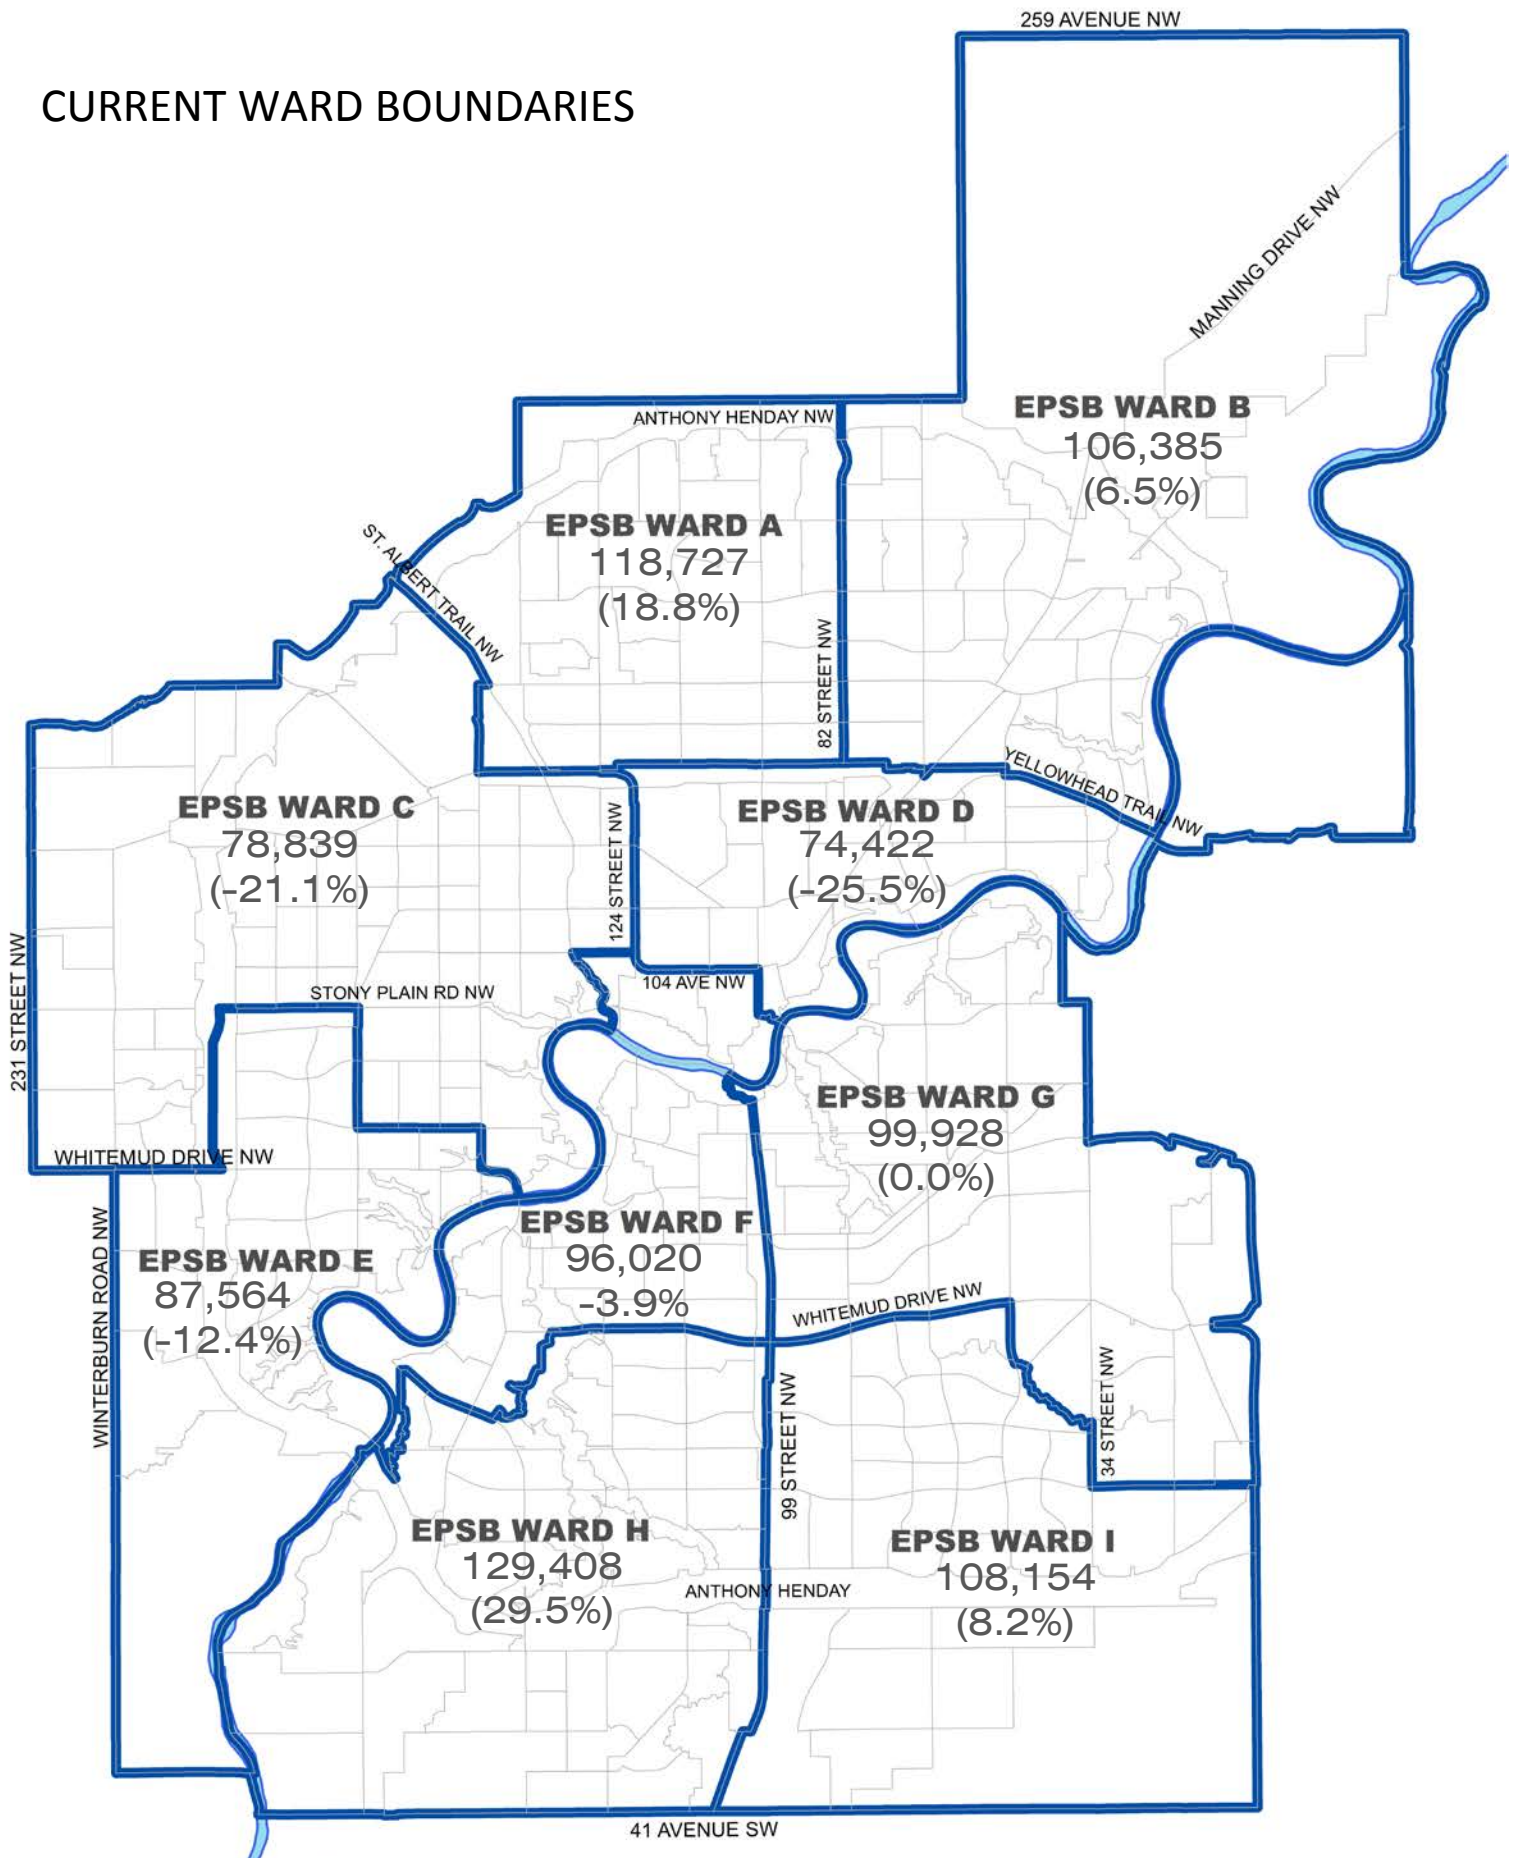 259 AVENUE NW
CURRENT WARD BOUNDARIES
MANNING DRIVE NW
EPSB WARD B
106,385
(6.5%)
ANTHONY HENDAY NW
EPSB WARD A
118,727
(18.8%)
ST. ALBERT TRAIL NW
82 STREET NW
YELLOWHEAD TRAIL NW
EPSB WARD C
78,839
(-21.1%)
EPSB WARD D
74,422
(-25.5%)
124 STREET NW
231 STREET NW
STONY PLAIN RD NW
104 AVE NW
EPSB WARD G
99,928
(0.0%)
WHITEMUD DRIVE NW
WINTERBURN ROAD NW
EPSB WARD E
87,564
(-12.4%)
EPSB WARD F
96,020
-3.9%
WHITEMUD DRIVE NW
34 STREET NW
99 STREET NW
EPSB WARD H
129,408
(29.5%)
EPSB WARD I
108,154
(8.2%)
ANTHONY HENDAY
41 AVENUE SW